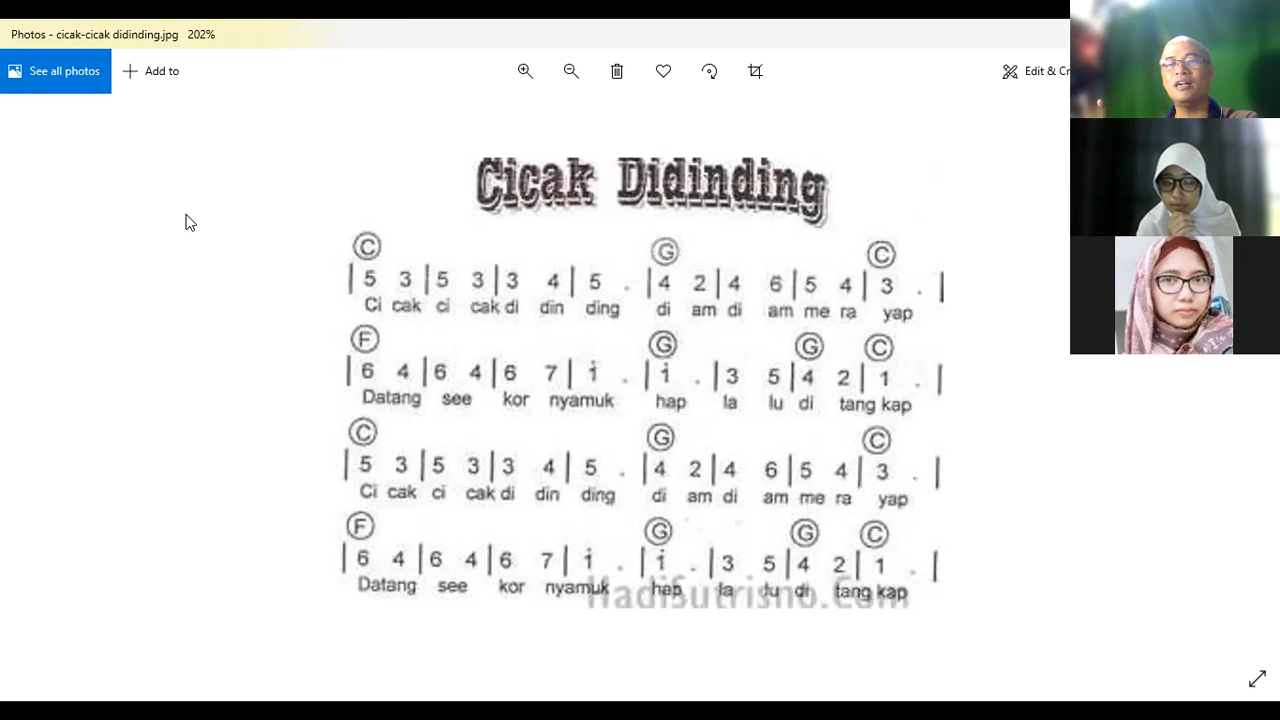 Photos - cicak-cicak didinding.jpg 202%
See all photos
Add to
Edit & Cr
Cicak Didinding
C G C
| 5 3 | 5 3 | 3 4 | 5 . | 4 2 | 4 6 | 5 4 | 3 . |
Ci cak ci cak di din ding di am di am me ra yap
F G G C
| 6 4 | 6 4 | 6 7 | i . | i . | 3 5 | 4 2 | 1 . |
Datang see kor nyamuk hap la lu di tang kap
C G C
| 5 3 | 5 3 | 3 4 | 5 . | 4 2 | 4 6 | 5 4 | 3 . |
Ci cak ci cak di din ding di am di am me ra yap
F G G C
| 6 4 | 6 4 | 6 7 | i . | i . | 3 5 | 4 2 | 1 . |
Datang see kor nyamuk hap la lu di tang kap
HadiSutrisno.Com